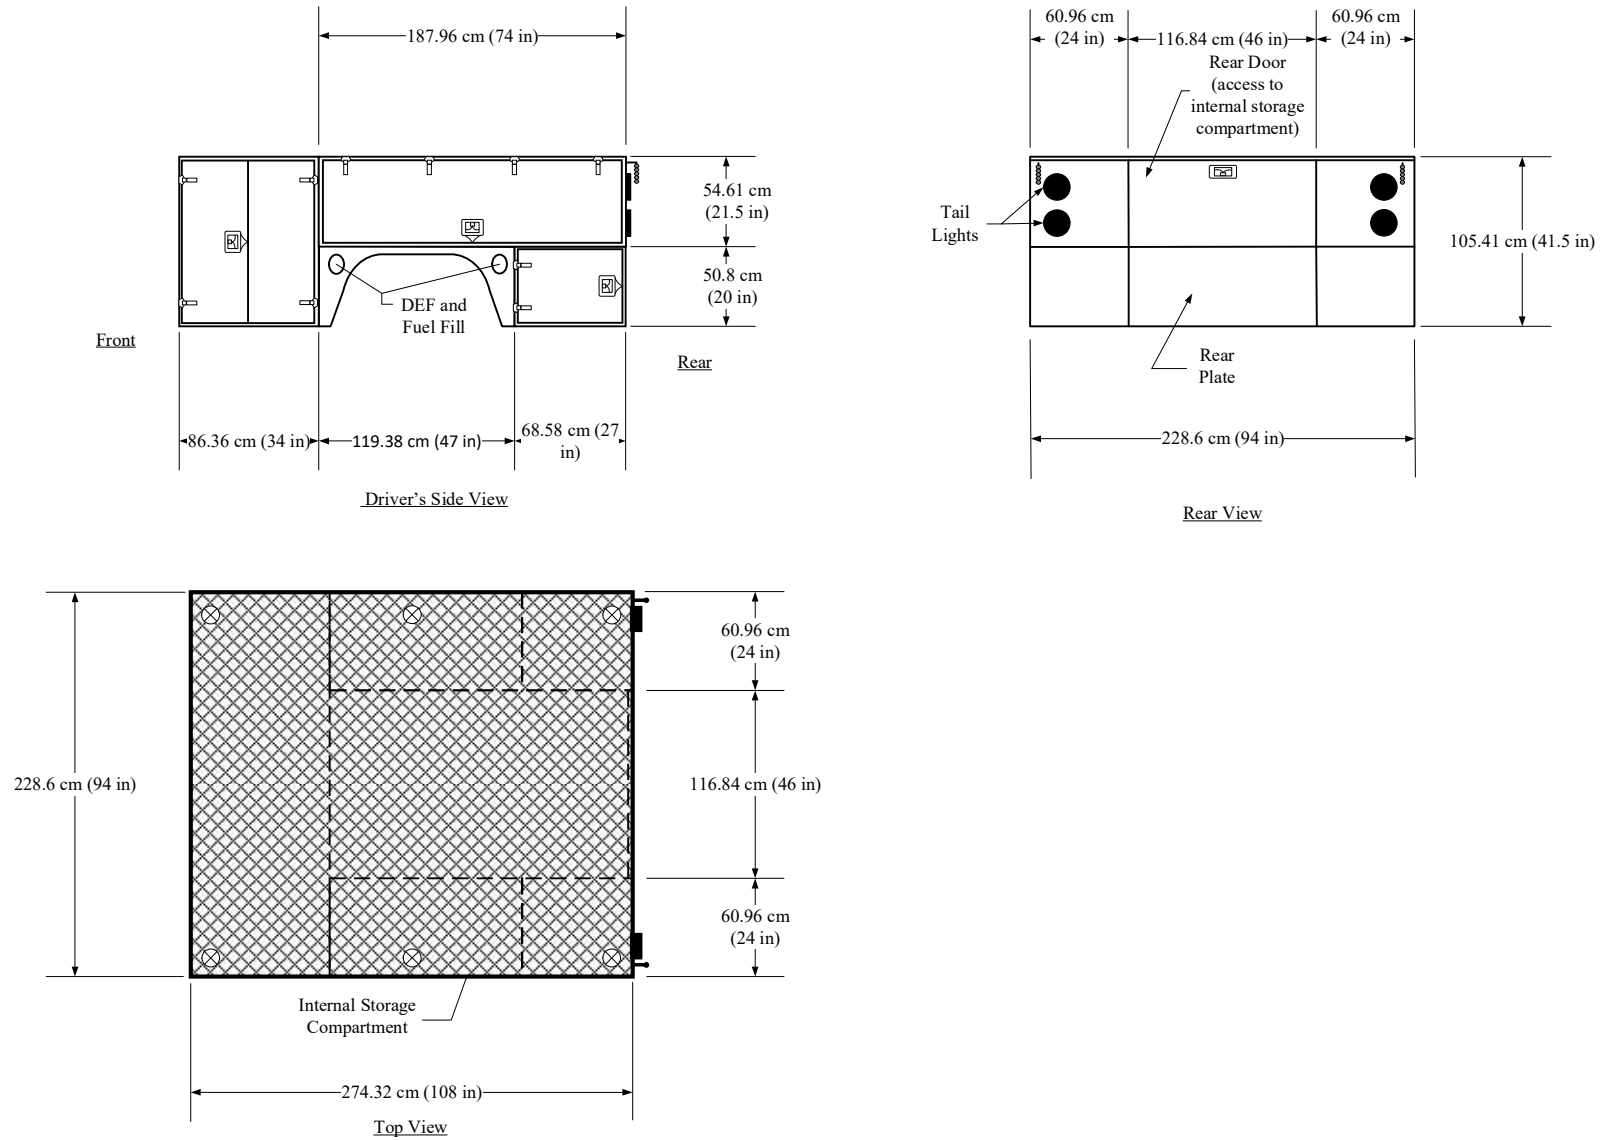 187.96 cm (74 in)
54.61 cm
(21.5 in)
50.8 cm
(20 in)
DEF and
Fuel Fill
Front
Rear
86.36 cm (34 in)
119.38 cm (47 in)
68.58 cm (27
in)
Driver's Side View
60.96 cm
(24 in)
116.84 cm (46 in)
60.96 cm
(24 in)
Rear Door
(access to
internal storage
compartment)
Tail
Lights
105.41 cm (41.5 in)
Rear
Plate
228.6 cm (94 in)
Rear View
228.6 cm (94 in)
60.96 cm
(24 in)
116.84 cm (46 in)
60.96 cm
(24 in)
Internal Storage
Compartment
274.32 cm (108 in)
Top View